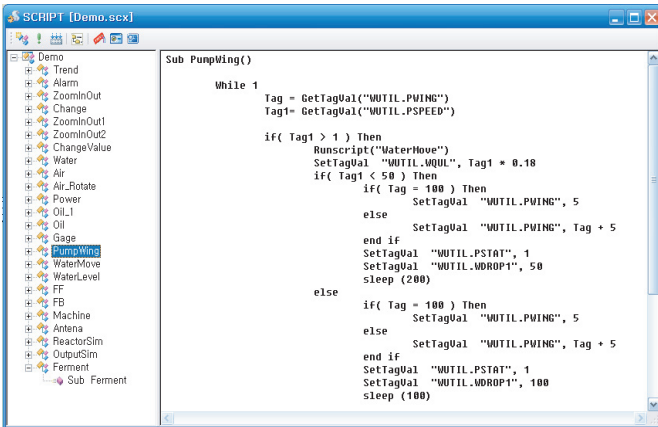 SCRIPT [Demo.scx]
Demo
Trend
Alarm
ZoomInOut
Change
ZoomInOut1
ZoomInOut2
ChangeValue
Water
Air
Air_Rotate
Power
Oil_1
Oil
Gage
PumpWing
WaterMove
WaterLevel
FF
FB
Machine
Antena
ReactorSim
OutputSim
Ferment
Sub Ferment
Sub PumpWing()
While 1
Tag = GetTagVal("WUTIL.PWING")
Tag1= GetTagVal("WUTIL.PSPEED")
if( Tag1 > 1 ) Then
Runscript("WaterMove")
SetTagVal "WUTIL.WQUL", Tag1 * 0.18
if( Tag1 < 50 ) Then
if( Tag = 100 ) Then
SetTagVal "WUTIL.PWING", 5
else
SetTagVal "WUTIL.PWING", Tag + 5
end if
SetTagVal "WUTIL.PSTAT", 1
SetTagVal "WUTIL.WDROP1", 50
sleep (200)
else
if( Tag = 100 ) Then
SetTagVal "WUTIL.PWING", 5
else
SetTagVal "WUTIL.PWING", Tag + 5
end if
SetTagVal "WUTIL.PSTAT", 1
SetTagVal "WUTIL.WDROP1", 100
sleep (100)